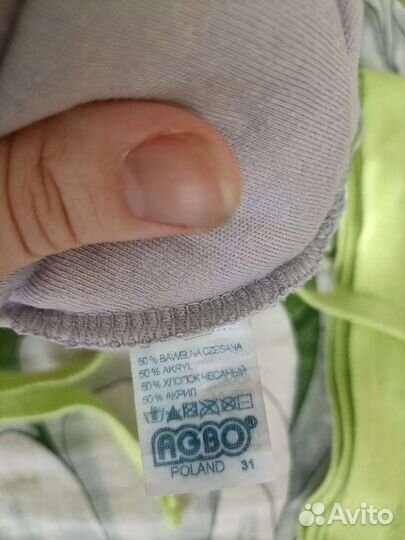 50% BAWEŁNA CZESANA
50% AKRYL
50% ХЛОПОК ЧЕСАНЫЙ
50% АКРИЛ
AGBO
POLAND 31
Avito